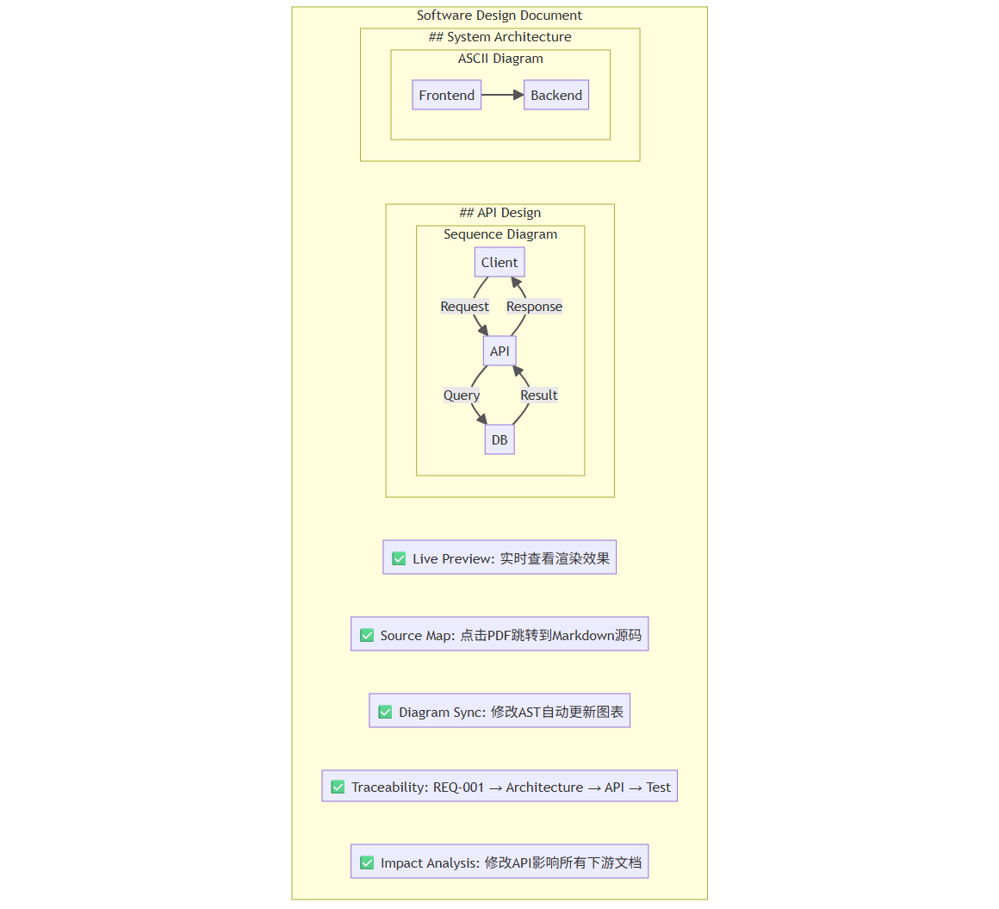 Software Design Document
## System Architecture
ASCII Diagram
Frontend
Backend
## API Design
Sequence Diagram
Client
Request
Response
API
Query
Result
DB
✅ Live Preview: 实时查看渲染效果
✅ Source Map: 点击PDF跳转到Markdown源码
✅ Diagram Sync: 修改AST自动更新图表
✅ Traceability: REQ-001 → Architecture → API → Test
✅ Impact Analysis: 修改API影响所有下游文档